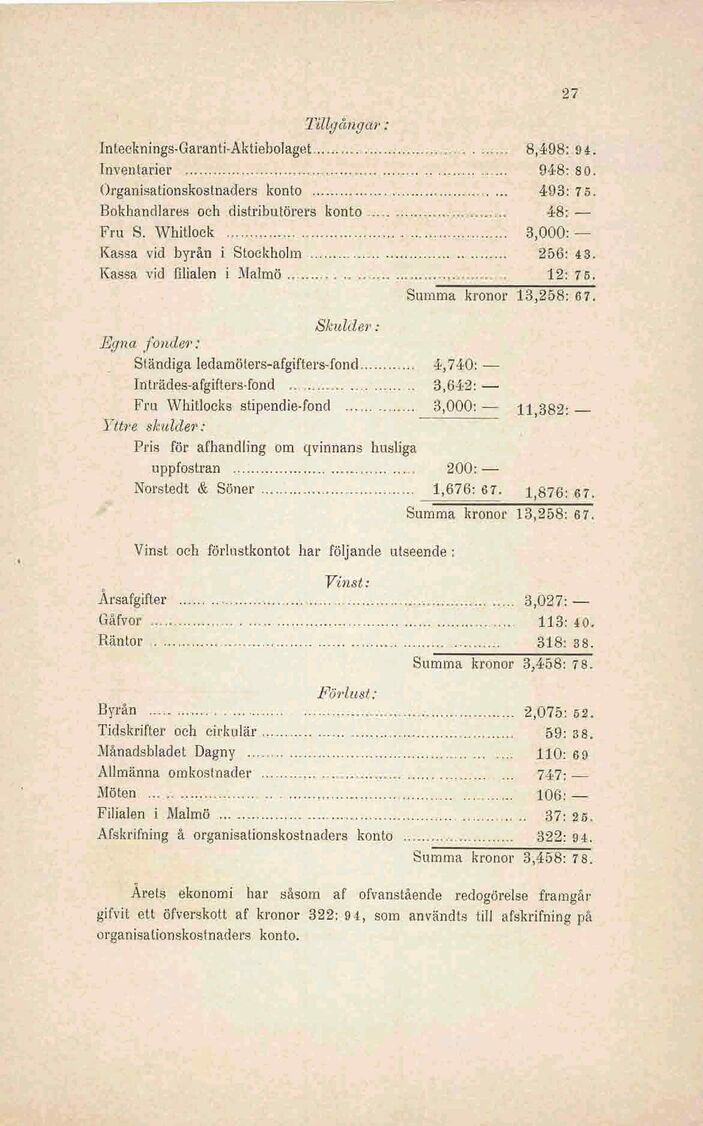 27
Tillgångar:
Intecknings-Garanti-Aktiebolaget 8,498: 94.
Inventarier 948: 80.
Organisationskostnaders konto 493: 75.
Bokhandlares och distributörers konto 48: —
Fru S. Whitlock 3,000: —
Kassa vid byrån i Stockholm 256: 43.
Kassa vid filialen i Malmö 12: 75.
Summa kronor 13,258: 67.
Skulder:
Egna fonder:
Ständiga ledamöters-afgifters-fond 4,740: —
Inträdes-afgifters-fond 3,642: —
Fru Whitlocks stipendie-fond 3,000: — 11,382: —
Yttre skulder:
Pris för afhandling om qvinnans husliga
uppfostran 200: —
Norstedt & Söner 1,676: 67. 1,876: 67.
Summa kronor 13,258: 67.
Vinst och förlustkontot har följande utseende:
Vinst:
Årsafgifter 3,027: —
Gåfvor 113: 40.
Räntor 318: 38.
Summa kronor 3,458: 78.
Förlust:
Byrån 2,075: 52.
Tidskrifter och cirkulär 59: 38.
Månadsbladet Dagny 110: 69
Allmänna omkostnader 747: —
Möten 106: —
Filialen i Malmö 37: 25.
Afskrifning å organisationskostnaders konto 322: 94.
Summa kronor 3,458: 78.
Årets ekonomi har såsom af ofvanstående redogörelse framgår
gifvit ett öfverskott af kronor 322: 94, som användts till afskrifning på
organisationskostnaders konto.